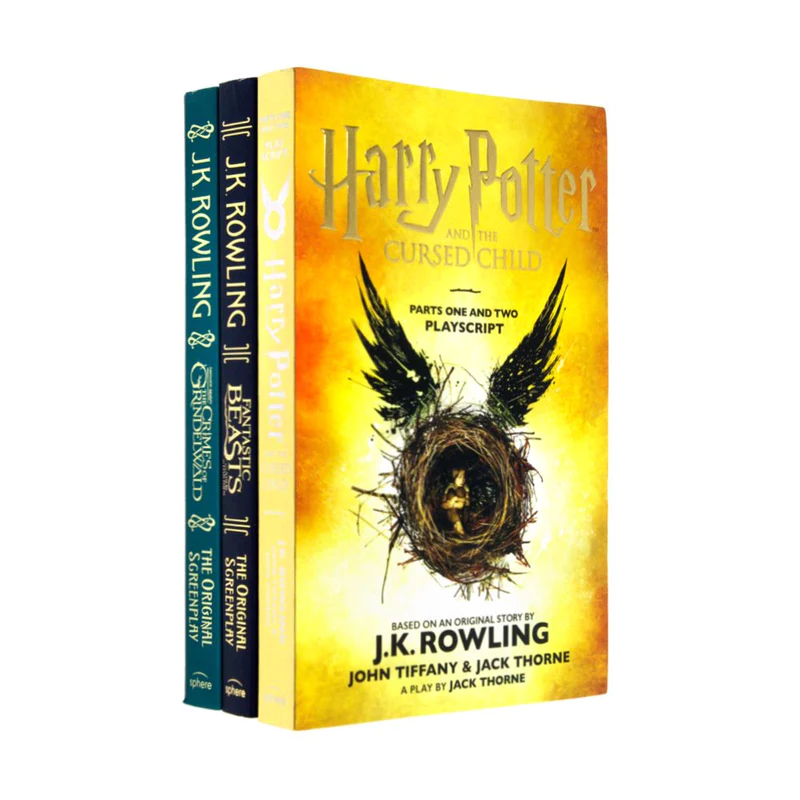 J.K. ROWLING
THE CRIMES OF
GRINDELWALD
THE ORIGINAL
SCREENPLAY
sphere
J.K. ROWLING
FANTASTIC
BEASTS
THE ORIGINAL
SCREENPLAY
sphere
Harry Potter
Harry Potter
AND THE
CURSED CHILD
PARTS ONE AND TWO
PLAYSCRIPT
BASED ON AN ORIGINAL STORY BY
J.K. ROWLING
JOHN TIFFANY & JACK THORNE
A PLAY BY JACK THORNE